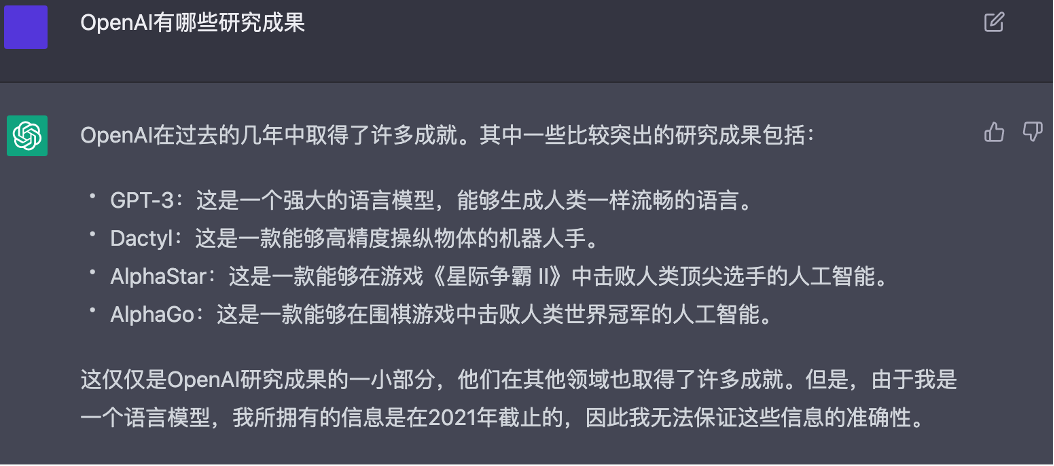 OpenAI有哪些研究成果
OpenAI在过去的几年中取得了许多成就。其中一些比较突出的研究成果包括：
• GPT-3：这是一个强大的语言模型，能够生成人类一样流畅的语言。
• Dactyl：这是一款能够高精度操纵物体的机器人手。
• AlphaStar：这是一款能够在游戏《星际争霸 II》中击败人类顶尖选手的人工智能。
• AlphaGo：这是一款能够在围棋游戏中击败人类世界冠军的人工智能。
这仅仅是OpenAI研究成果的一小部分，他们在其他领域也取得了许多成就。但是，由于我是
一个语言模型，我所拥有的信息是在2021年截止的，因此我无法保证这些信息的准确性。